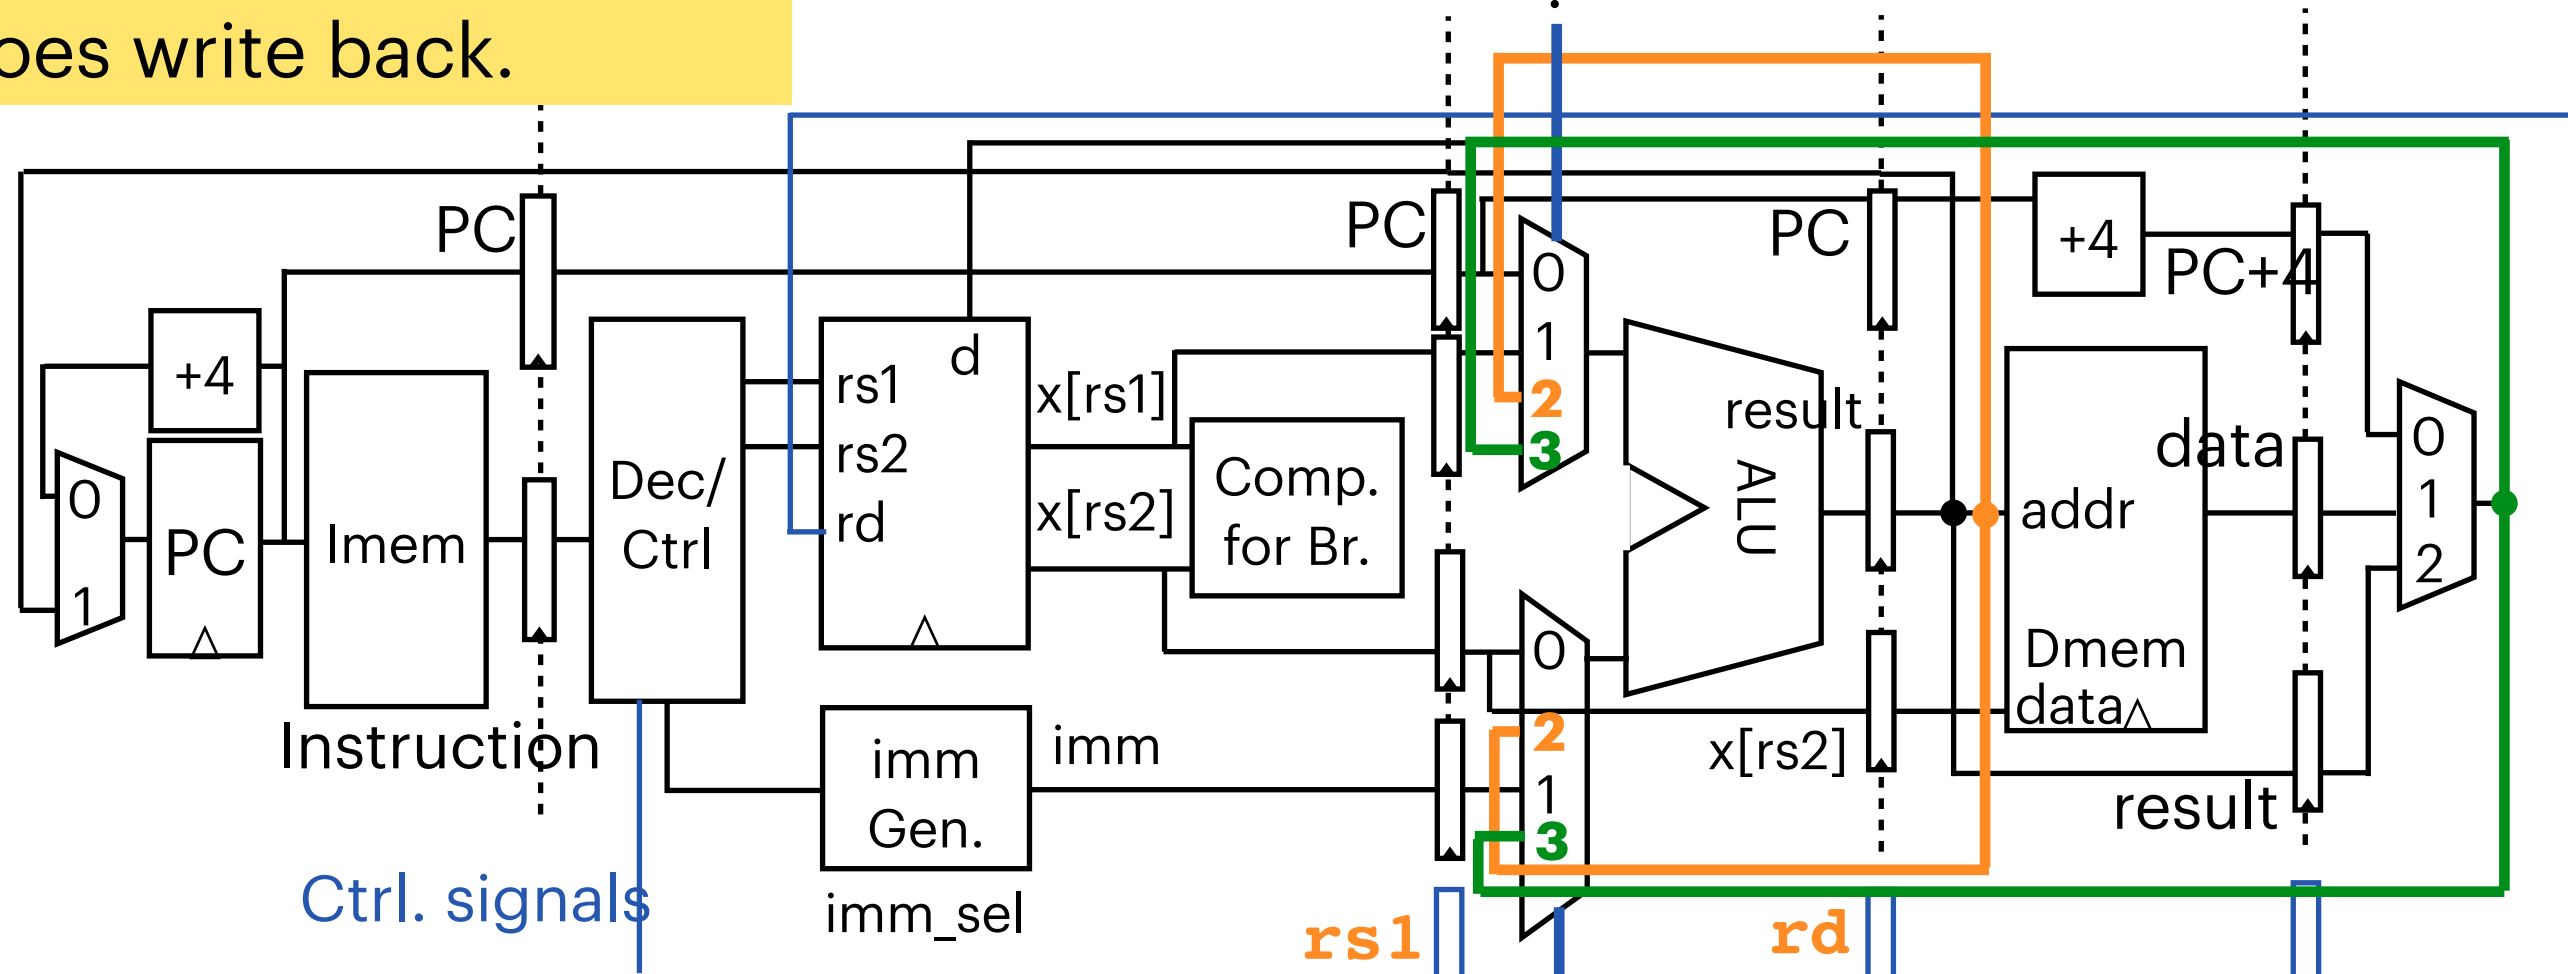 oes write back.
PC
PC
PC
+4
PC+4
0
+4
d
1
rs1
x[rs1]
2
result
data
0
rs2
3
Comp.
for Br.
ALU
1
0
Dec/
Ctrl
x[rs2]
addr
rd
2
PC
Imem
1
0
Dmem
data
Instruction
imm
Gen.
imm
2
x[rs2]
1
result
3
Ctrl. signals
imm_sel
rs1
rd